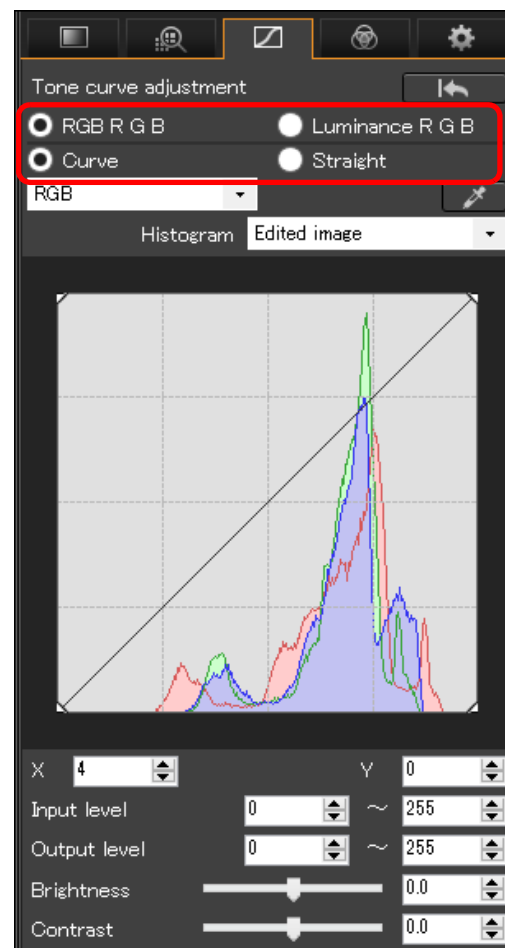 Tone curve adjustment
RGB R G B Luminance R G B
Curve Straight
RGB
Histogram Edited image
X 4 Y 0
Input level 0 ~ 255
Output level 0 ~ 255
Brightness 0.0
Contrast 0.0